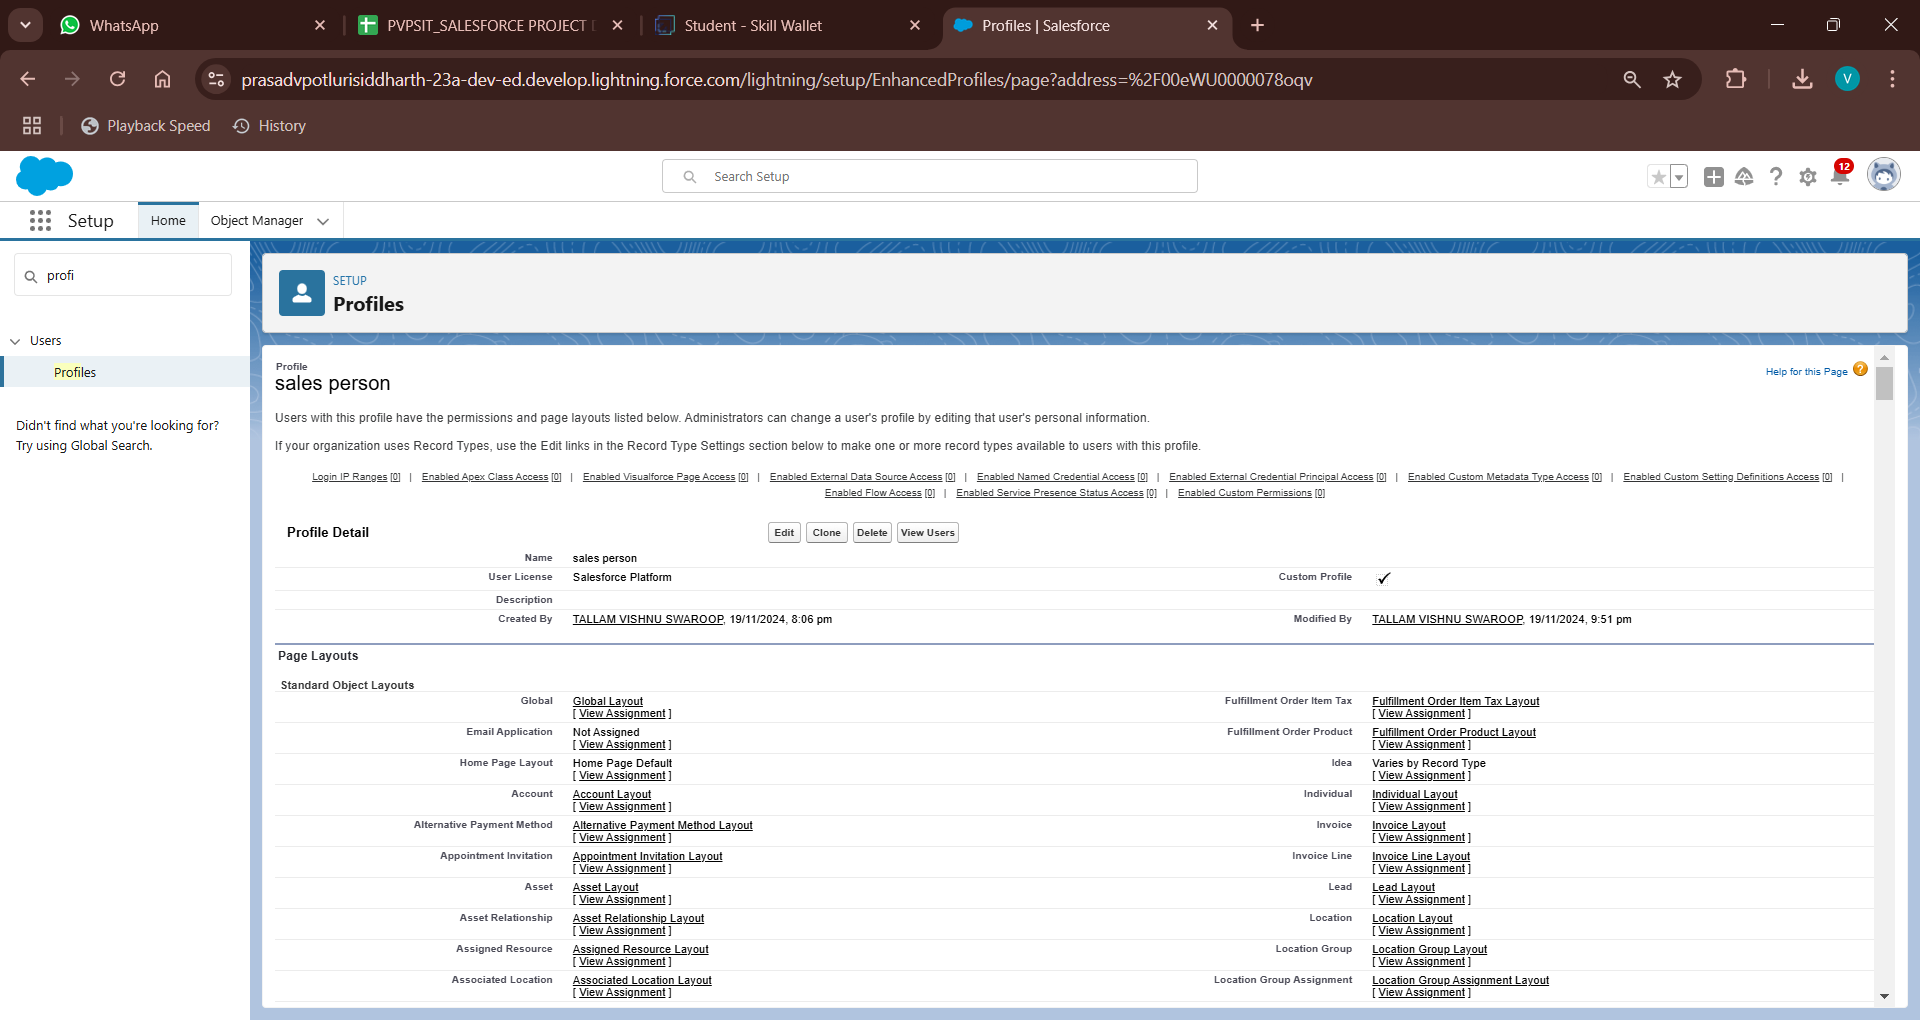 WhatsApp
PVPSIT_SALESFORCE PROJECT
Student - Skill Wallet
Profiles | Salesforce
prasadvpotlurisiddharth-23a-dev-ed.develop.lightning.force.com/lightning/setup/EnhancedProfiles/page?address=%2F00eWU0000078oqv
V
Playback Speed
History
Search Setup
12
Setup
Home
Object Manager
profi
Users
Profiles
Didn't find what you're looking for?
Try using Global Search.
SETUP
Profiles
Profile
sales person
Help for this Page ?
Users with this profile have the permissions and page layouts listed below. Administrators can change a user's profile by editing that user's personal information.
If your organization uses Record Types, use the Edit links in the Record Type Settings section below to make one or more record types available to users with this profile.
Login IP Ranges [0] | Enabled Apex Class Access [0] | Enabled Visualforce Page Access [0] | Enabled External Data Source Access [0] | Enabled Named Credential Access [0] | Enabled External Credential Principal Access [0] | Enabled Custom Metadata Type Access [0] | Enabled Custom Setting Definitions Access [0] |
Enabled Flow Access [0] | Enabled Service Presence Status Access [0] | Enabled Custom Permissions [0]
Profile Detail Edit Clone Delete View Users
Name sales person
User License Salesforce Platform Custom Profile ✓
Description
Created By TALLAM VISHNU SWAROOP, 19/11/2024, 8:06 pm Modified By TALLAM VISHNU SWAROOP, 19/11/2024, 9:51 pm
Page Layouts
Standard Object Layouts
Global Global Layout Fulfillment Order Item Tax Fulfillment Order Item Tax Layout
[ View Assignment ] [ View Assignment ]
Email Application Not Assigned Fulfillment Order Product Fulfillment Order Product Layout
[ View Assignment ] [ View Assignment ]
Home Page Layout Home Page Default Idea Varies by Record Type
[ View Assignment ] [ View Assignment ]
Account Account Layout Individual Individual Layout
[ View Assignment ] [ View Assignment ]
Alternative Payment Method Alternative Payment Method Layout Invoice Invoice Layout
[ View Assignment ] [ View Assignment ]
Appointment Invitation Appointment Invitation Layout Invoice Line Invoice Line Layout
[ View Assignment ] [ View Assignment ]
Asset Asset Layout Lead Lead Layout
[ View Assignment ] [ View Assignment ]
Asset Relationship Asset Relationship Layout Location Location Layout
[ View Assignment ] [ View Assignment ]
Assigned Resource Assigned Resource Layout Location Group Location Group Layout
[ View Assignment ] [ View Assignment ]
Associated Location Associated Location Layout Location Group Assignment Location Group Assignment Layout
[ View Assignment ] [ View Assignment ]